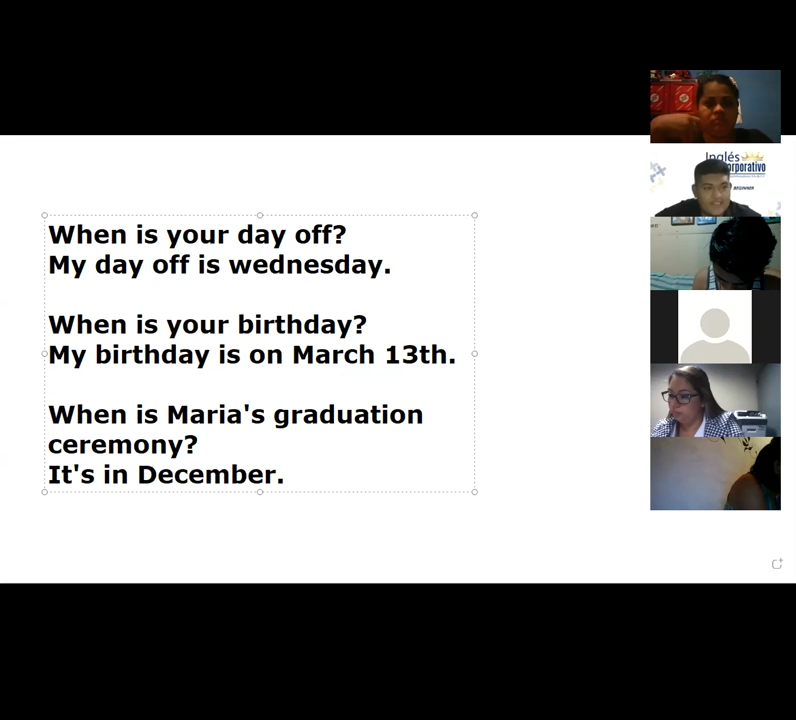 When is your day off?
My day off is wednesday.
When is your birthday?
My birthday is on March 13th.
When is Maria's graduation
ceremony?
It's in December.
Inglés
orporativo
BEGINNER